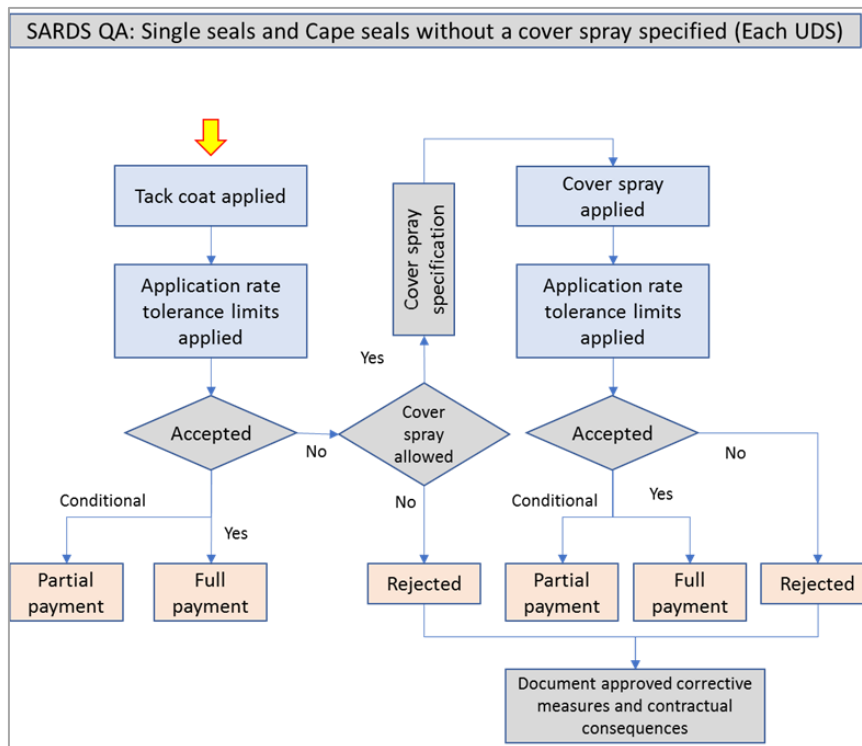 SARDS QA: Single seals and Cape seals without a cover spray specified (Each UDS)
Tack coat applied
Application rate
tolerance limits
applied
Accepted
Conditional
Yes
Partial
payment
Full
payment
No
Cover
spray
allowed
Yes
Cover spray
specification
No
Rejected
Cover spray
applied
Application rate
tolerance limits
applied
Accepted
Conditional
Yes
No
Partial
payment
Full
payment
Rejected
Document approved corrective
measures and contractual
consequences